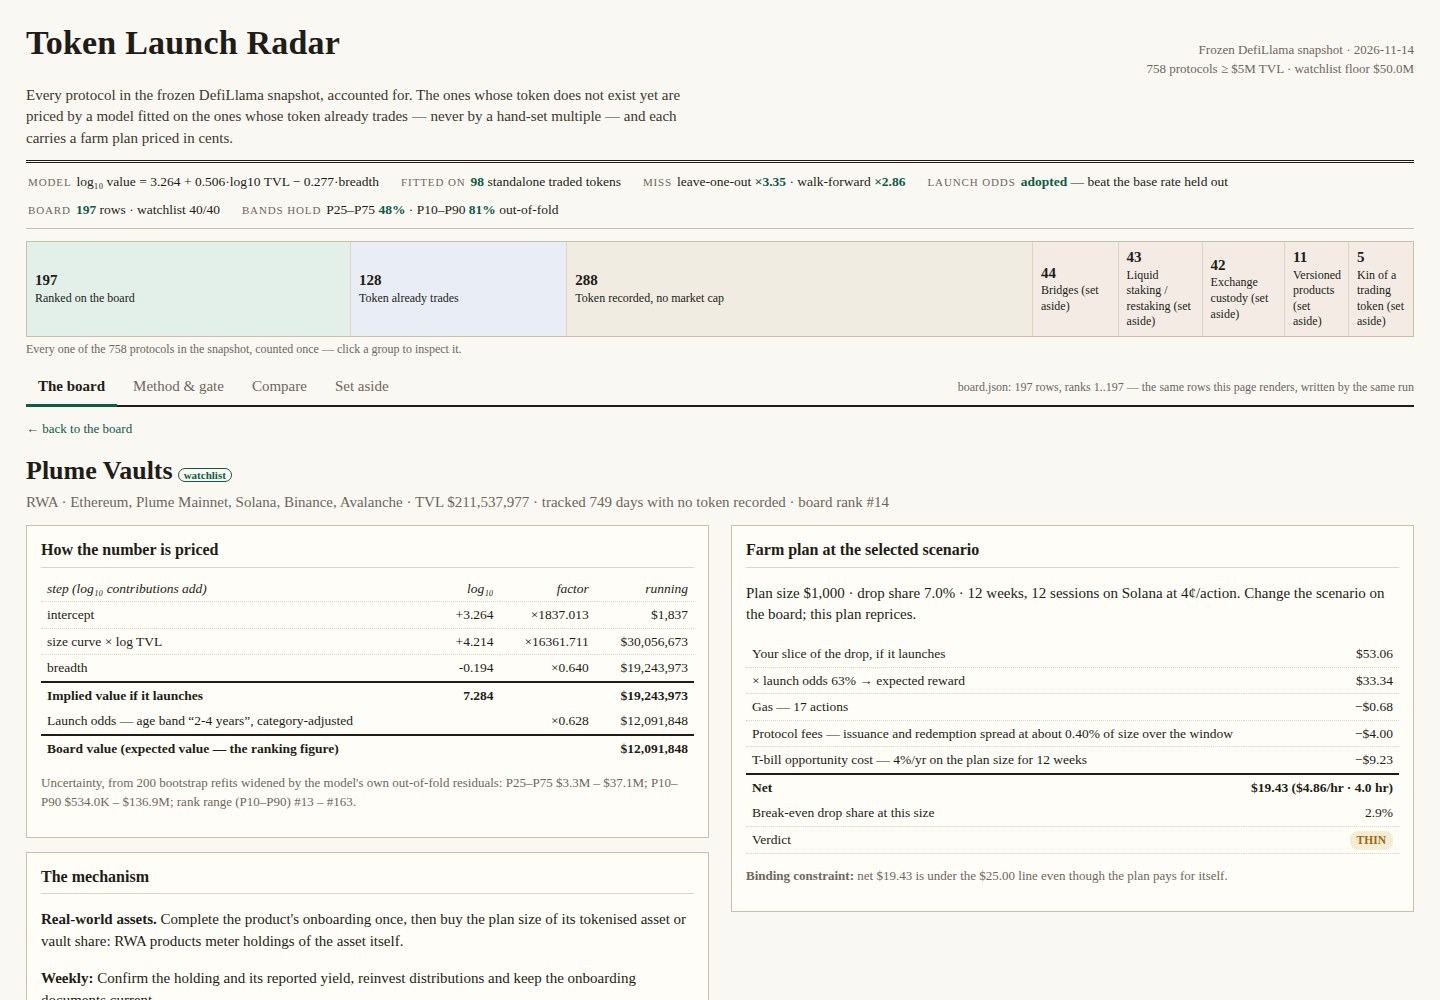 Token Launch Radar
Frozen DefiLlama snapshot · 2026-11-14
758 protocols ≥ $5M TVL · watchlist floor $50.0M
Every protocol in the frozen DefiLlama snapshot, accounted for. The ones whose token does not exist yet are
priced by a model fitted on the ones whose token already trades — never by a hand-set multiple — and each
carries a farm plan priced in cents.
MODEL log₁₀ value = 3.264 + 0.506·log10 TVL − 0.277·breadth FITTED ON 98 standalone traded tokens MISS leave-one-out ×3.35 · walk-forward ×2.86 LAUNCH ODDS adopted — beat the base rate held out
BOARD 197 rows · watchlist 40/40 BANDS HOLD P25–P75 48% · P10–P90 81% out-of-fold
197
Ranked on the board
128
Token already trades
288
Token recorded, no market cap
44
Bridges (set
aside)
43
Liquid
staking /
restaking (set
aside)
42
Exchange
custody (set
aside)
11
Versioned
products
(set
aside)
5
Kin of a
trading
token (set
aside)
Every one of the 758 protocols in the snapshot, counted once — click a group to inspect it.
The board Method & gate Compare Set aside
board.json: 197 rows, ranks 1..197 — the same rows this page renders, written by the same run
← back to the board
Plume Vaults watchlist
RWA · Ethereum, Plume Mainnet, Solana, Binance, Avalanche · TVL $211,537,977 · tracked 749 days with no token recorded · board rank #14
How the number is priced
step (log₁₀ contributions add) log₁₀ factor running
intercept +3.264 ×1837.013 $1,837
size curve × log TVL +4.214 ×16361.711 $30,056,673
breadth -0.194 ×0.640 $19,243,973
Implied value if it launches 7.284 $19,243,973
Launch odds — age band “2-4 years”, category-adjusted ×0.628 $12,091,848
Board value (expected value — the ranking figure) $12,091,848
Uncertainty, from 200 bootstrap refits widened by the model's own out-of-fold residuals: P25–P75 $3.3M – $37.1M; P10–
P90 $534.0K – $136.9M; rank range (P10–P90) #13 – #163.
The mechanism
Real-world assets. Complete the product's onboarding once, then buy the plan size of its tokenised asset or
vault share: RWA products meter holdings of the asset itself.
Weekly: Confirm the holding and its reported yield, reinvest distributions and keep the onboarding
documents current.
Farm plan at the selected scenario
Plan size $1,000 · drop share 7.0% · 12 weeks, 12 sessions on Solana at 4¢/action. Change the scenario on
the board; this plan reprices.
Your slice of the drop, if it launches $53.06
× launch odds 63% → expected reward $33.34
Gas — 17 actions −$0.68
Protocol fees — issuance and redemption spread at about 0.40% of size over the window −$4.00
T-bill opportunity cost — 4%/yr on the plan size for 12 weeks −$9.23
Net $19.43 ($4.86/hr · 4.0 hr)
Break-even drop share at this size 2.9%
Verdict THIN
Binding constraint: net $19.43 is under the $25.00 line even though the plan pays for itself.